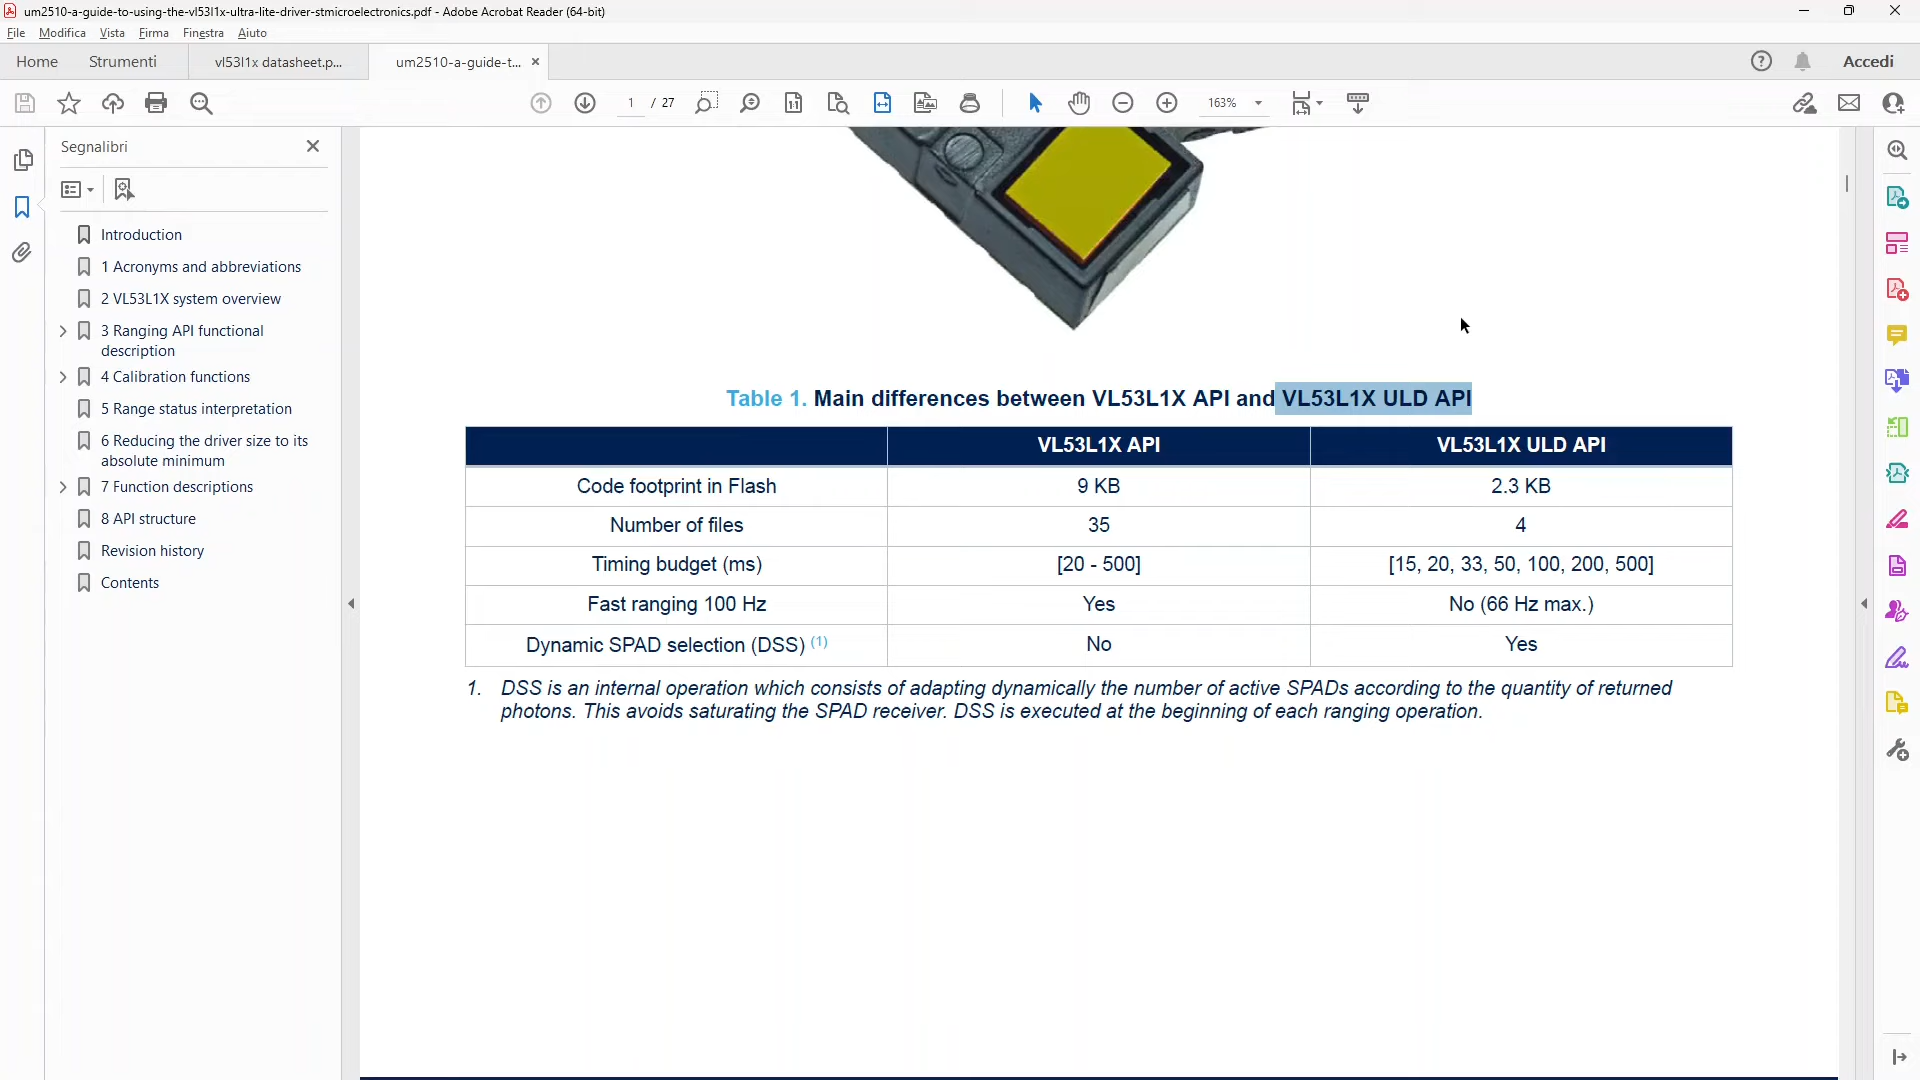 um2510-a-guide-to-using-the-vl53l1x-ultra-lite-driver-stmicroelectronics.pdf - Adobe Acrobat Reader (64-bit)
File Modifica Vista Firma Finestra Aiuto
Home Strumenti vl53l1x datasheet.p... um2510-a-guide-t... Accedi
1 / 27 163%
Segnalibri
Introduction
1 Acronyms and abbreviations
2 VL53L1X system overview
3 Ranging API functional
description
4 Calibration functions
5 Range status interpretation
6 Reducing the driver size to its
absolute minimum
7 Function descriptions
8 API structure
Revision history
Contents
Table 1. Main differences between VL53L1X API and VL53L1X ULD API
VL53L1X API VL53L1X ULD API
Code footprint in Flash 9 KB 2.3 KB
Number of files 35 4
Timing budget (ms) [20 - 500] [15, 20, 33, 50, 100, 200, 500]
Fast ranging 100 Hz Yes No (66 Hz max.)
Dynamic SPAD selection (DSS) (1) No Yes
1. DSS is an internal operation which consists of adapting dynamically the number of active SPADs according to the quantity of returned
photons. This avoids saturating the SPAD receiver. DSS is executed at the beginning of each ranging operation.